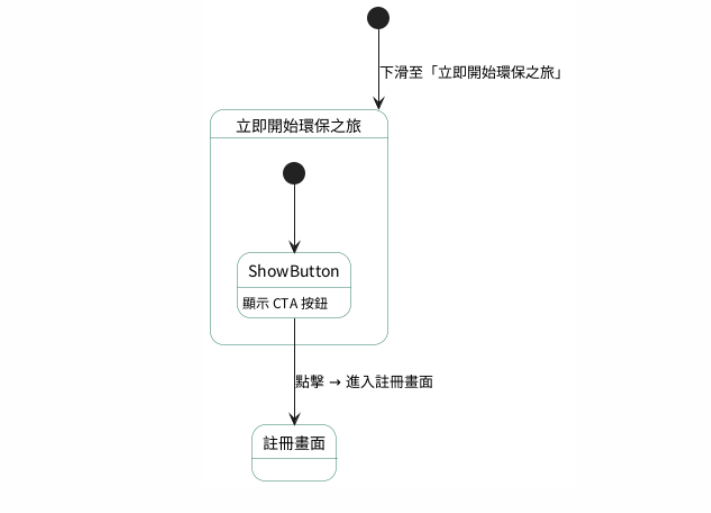 下滑至「立即開始環保之旅」
立即開始環保之旅
ShowButton
顯示 CTA 按鈕
點擊 → 進入註冊畫面
註冊畫面